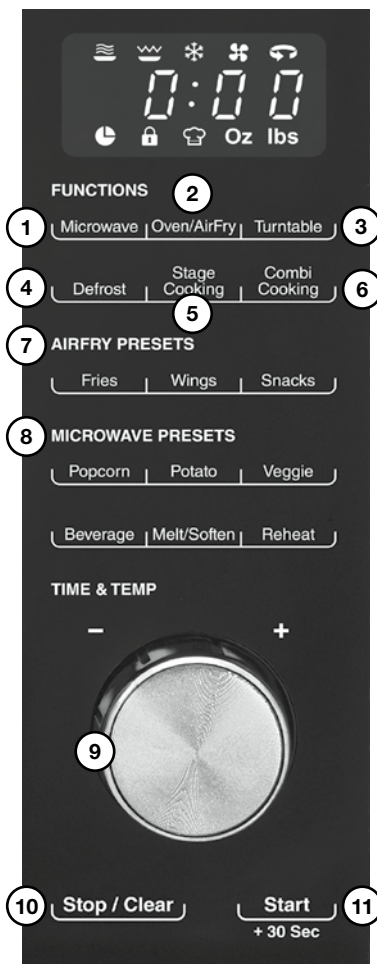 0:00
Oz lbs
FUNCTIONS
2
1 Microwave Oven/AirFry Turntable 3
4 Defrost Stage Cooking Combi Cooking 6
5
7 AIRFRY PRESETS
Fries Wings Snacks
8 MICROWAVE PRESETS
Popcorn Potato Veggie
Beverage Melt/Soften Reheat
TIME & TEMP
– +
9
10 Stop / Clear Start 11
+ 30 Sec